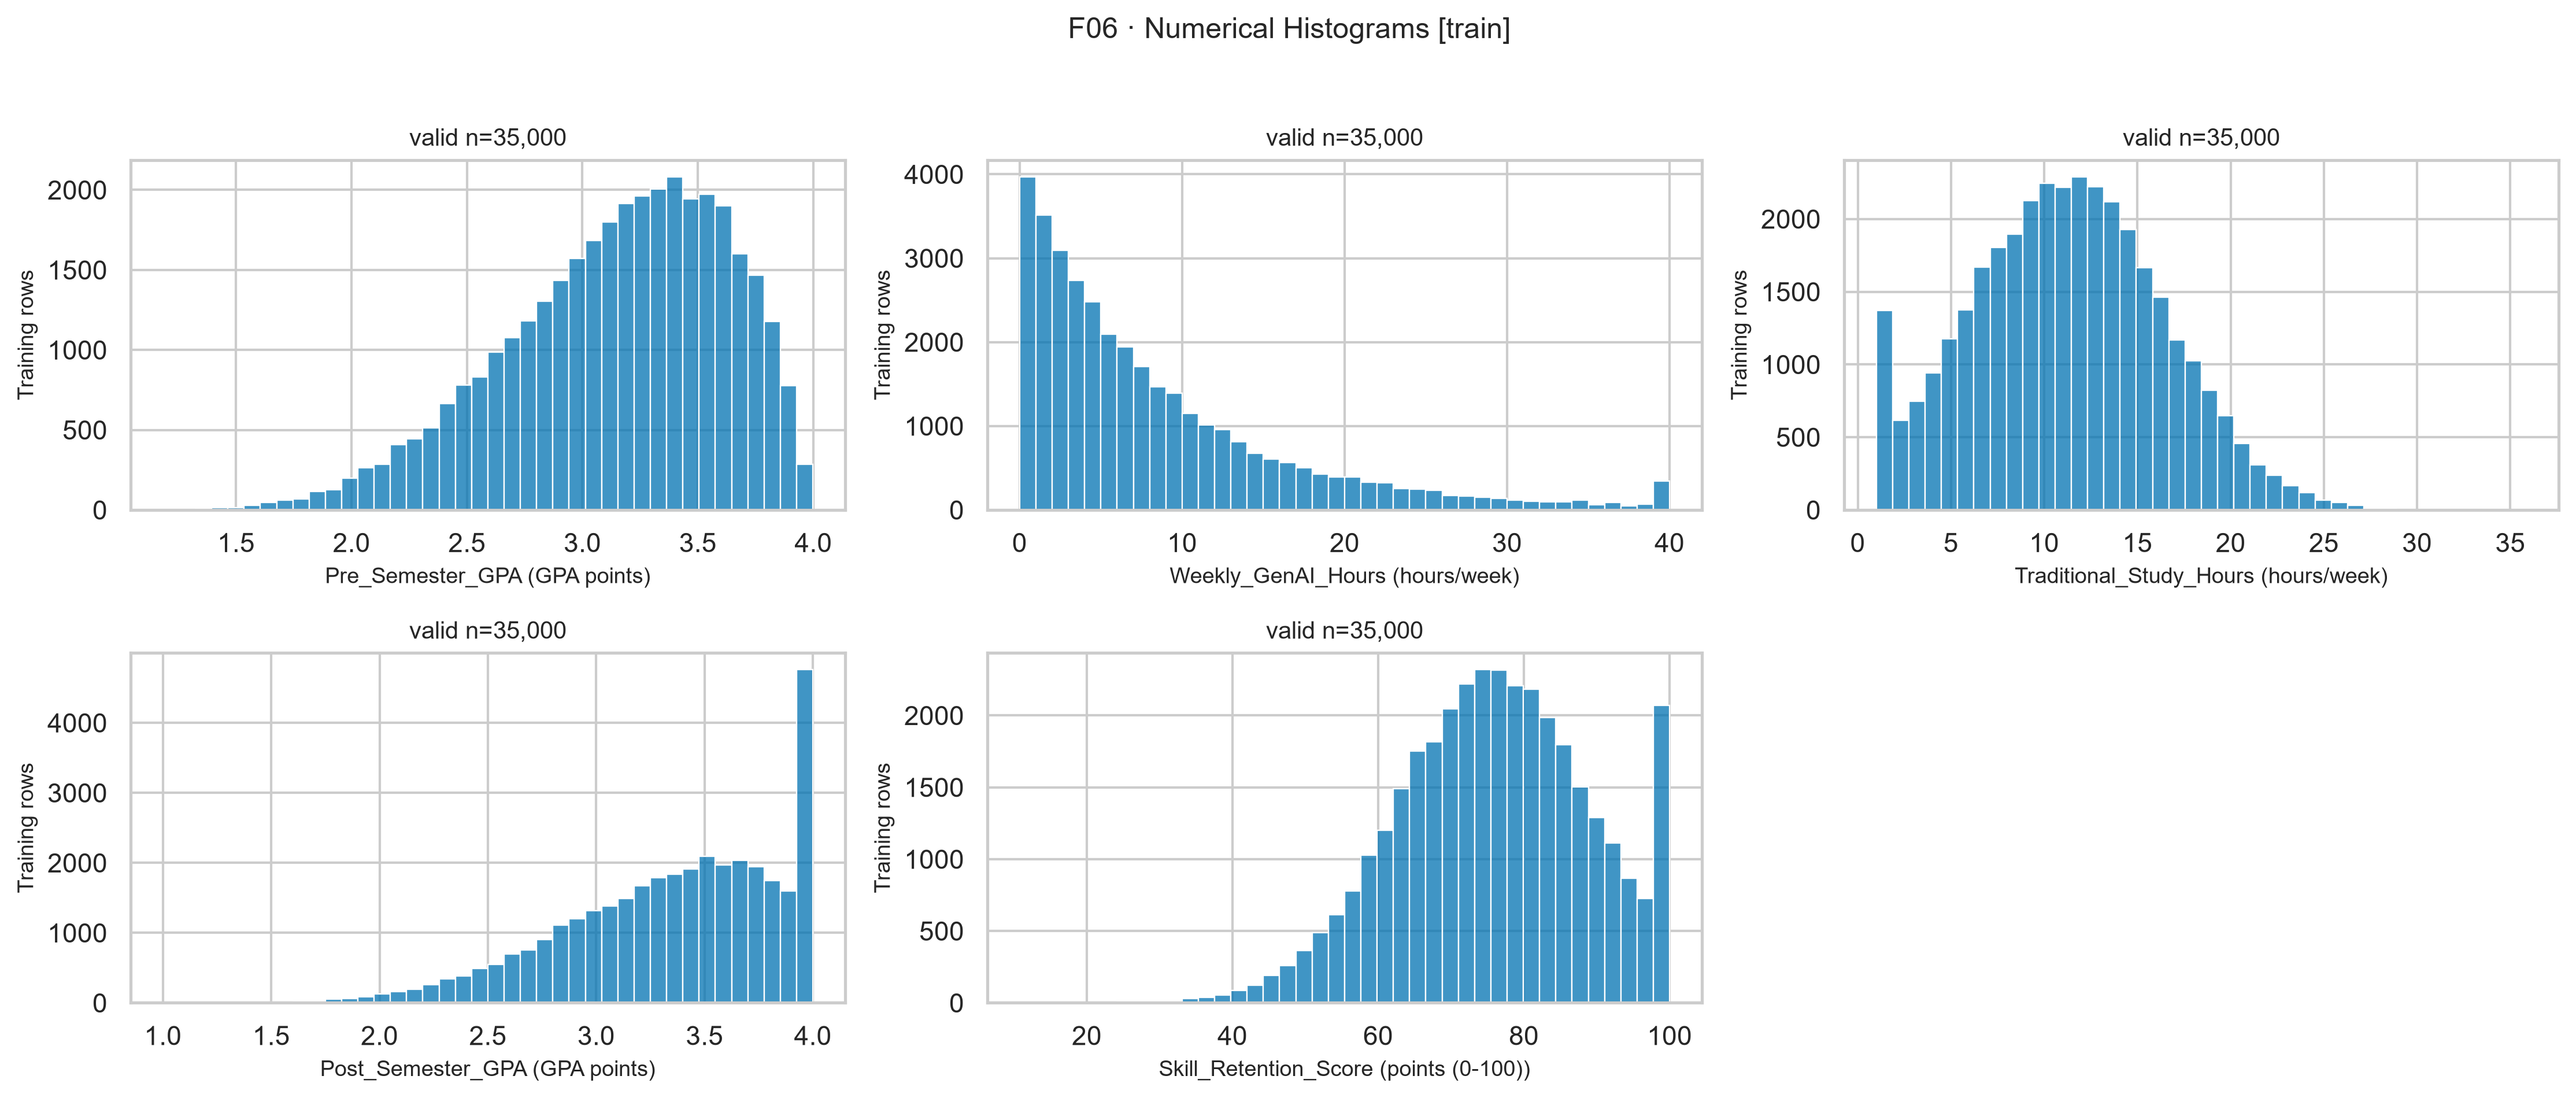 F06 · Numerical Histograms [train]
valid n=35,000
Training rows
2000
1500
1000
500
0
1.5 2.0 2.5 3.0 3.5 4.0
Pre_Semester_GPA (GPA points)
valid n=35,000
Training rows
4000
3000
2000
1000
0
0 10 20 30 40
Weekly_GenAI_Hours (hours/week)
valid n=35,000
Training rows
2000
1500
1000
500
0
0 5 10 15 20 25 30 35
Traditional_Study_Hours (hours/week)
valid n=35,000
Training rows
4000
3000
2000
1000
0
1.0 1.5 2.0 2.5 3.0 3.5 4.0
Post_Semester_GPA (GPA points)
valid n=35,000
Training rows
2000
1500
1000
500
0
20 40 60 80 100
Skill_Retention_Score (points (0-100))